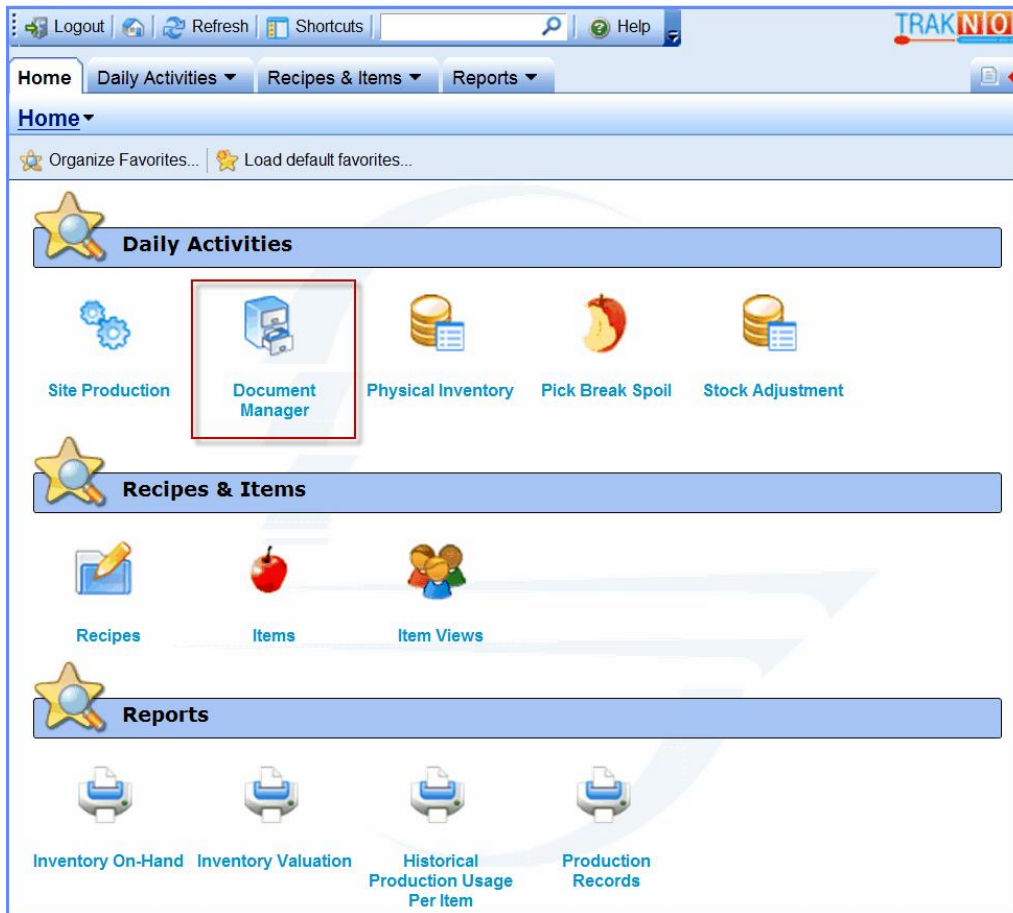 Logout Refresh Shortcuts Help TRAKNO
Home Daily Activities Recipes & Items Reports
Home
Organize Favorites... Load default favorites...
Daily Activities
Site Production Document Manager Physical Inventory Pick Break Spoil Stock Adjustment
Recipes & Items
Recipes Items Item Views
Reports
Inventory On-Hand Inventory Valuation Historical Production Usage Per Item Production Records